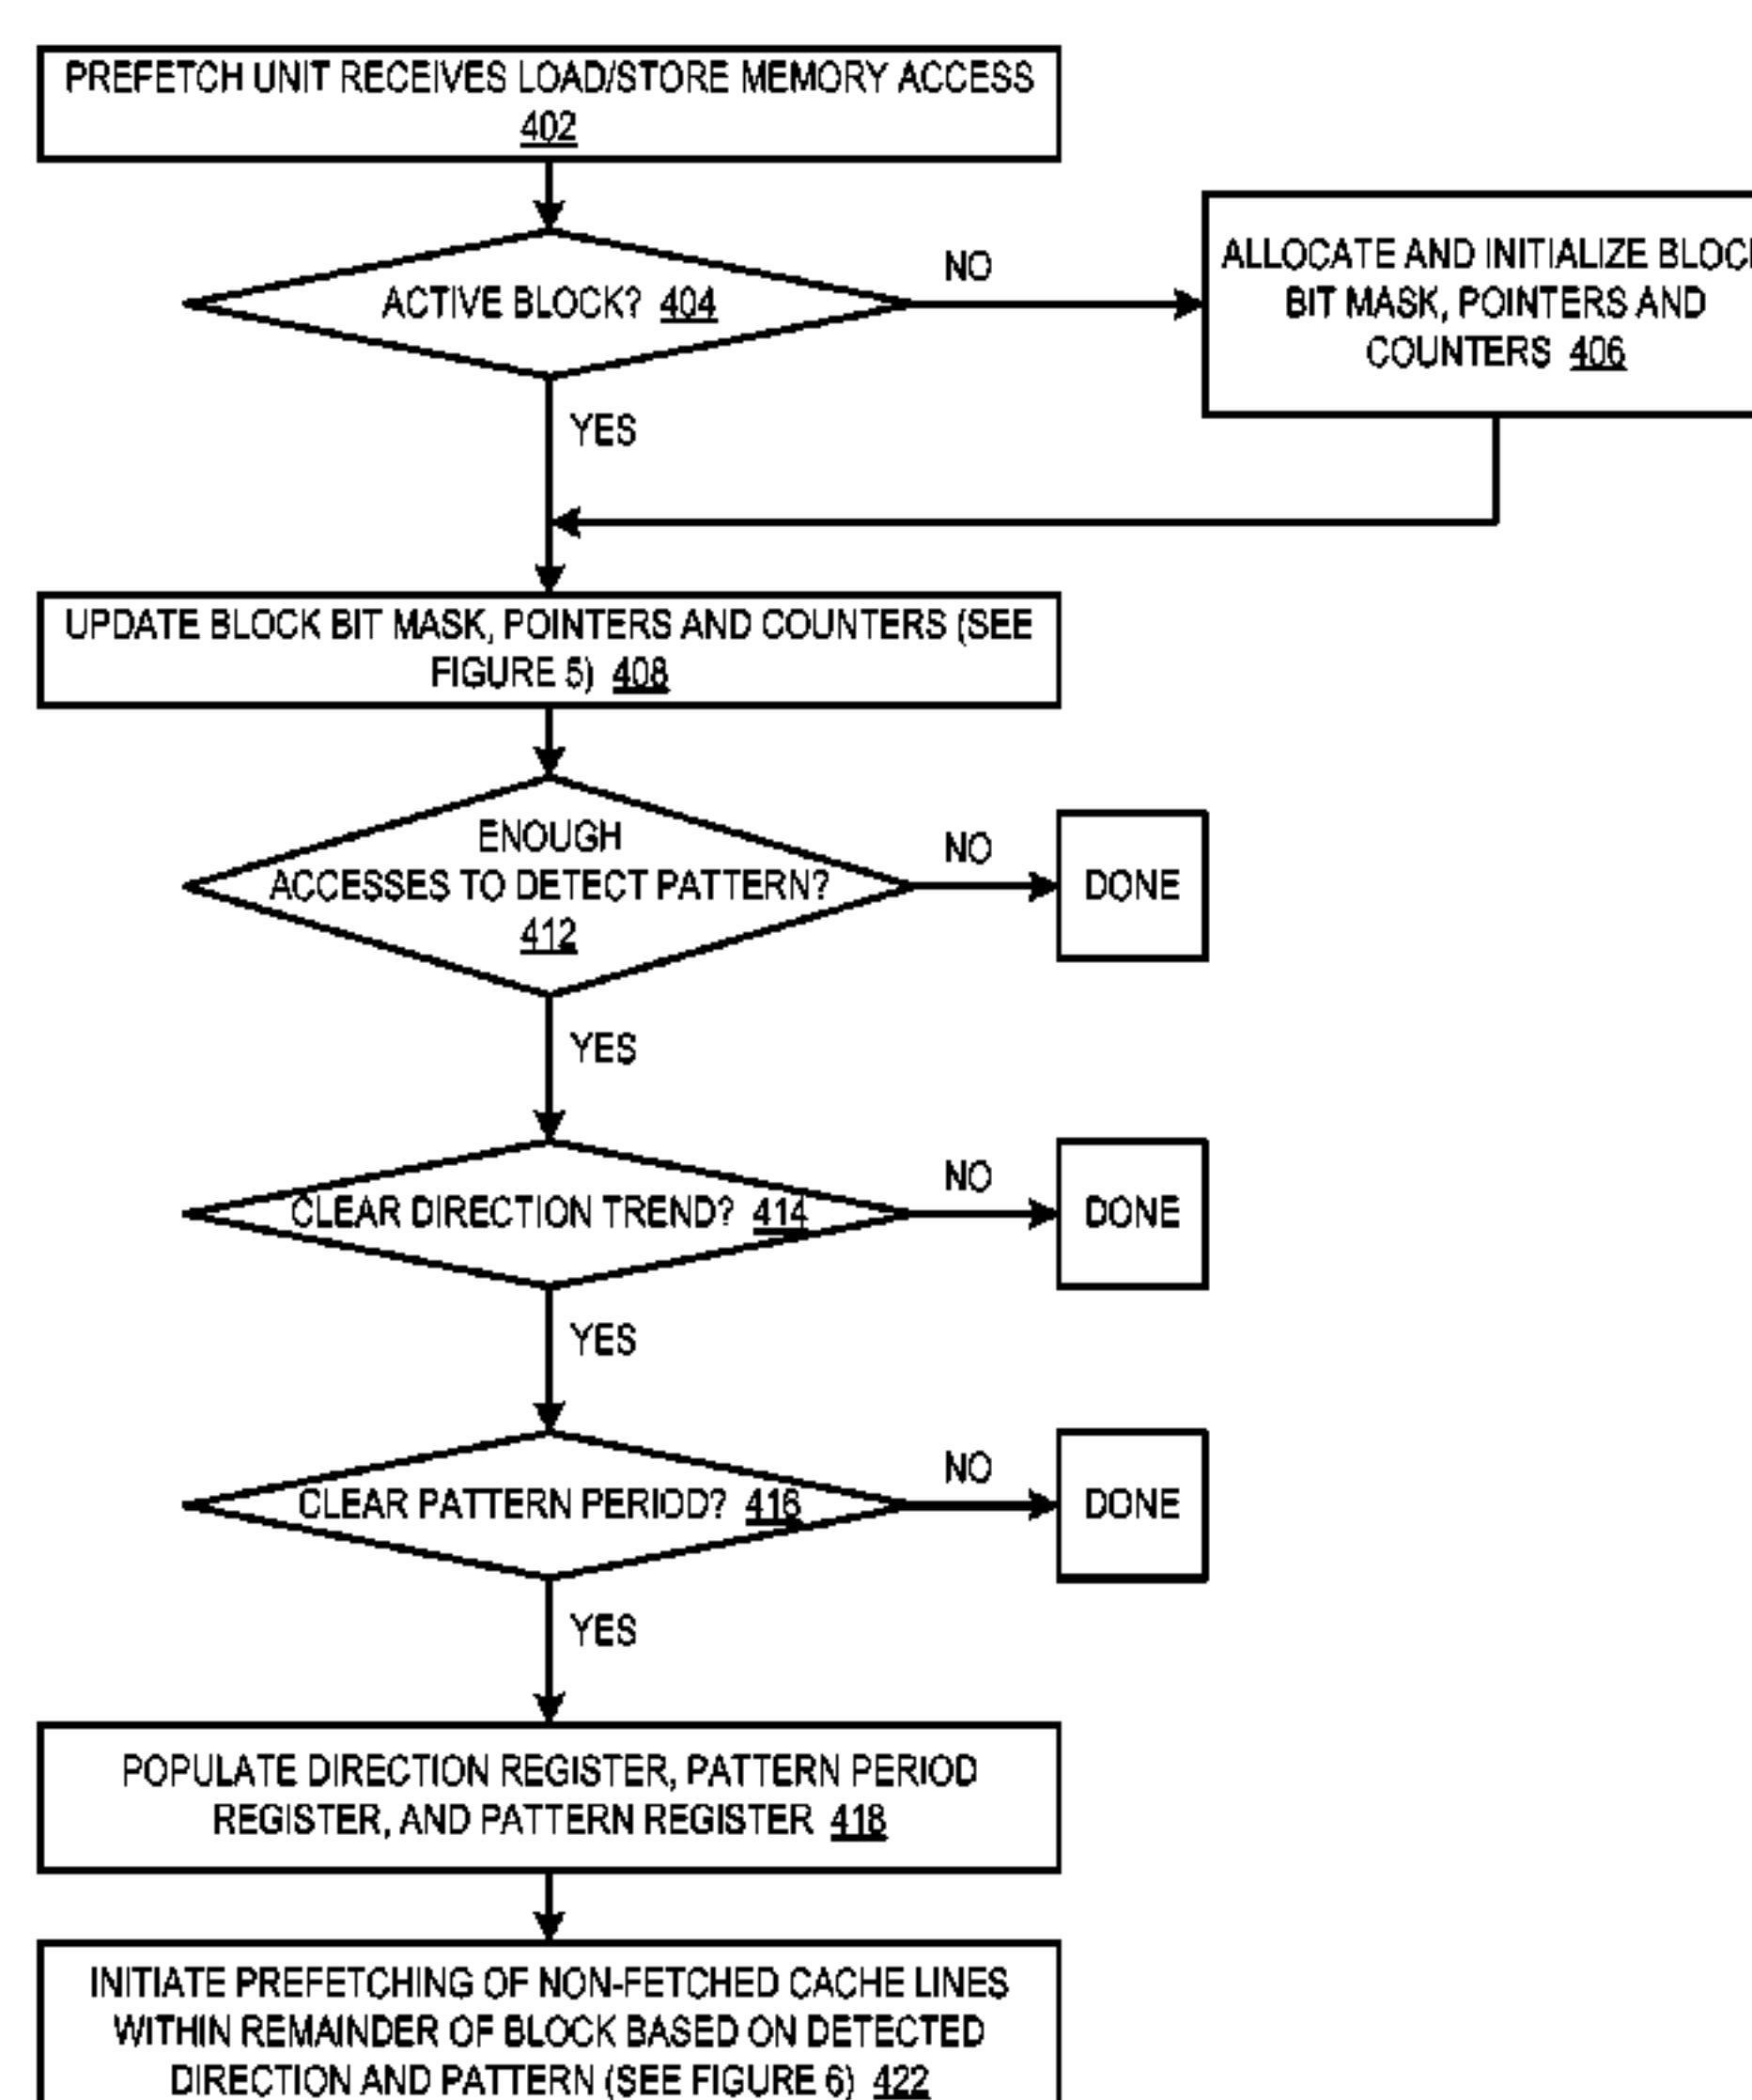 PREFETCH UNIT RECEIVES LOAD/STORE MEMORY ACCESS
402
ACTIVE BLOCK? 404
NO
ALLOCATE AND INITIALIZE BLOC
BIT MASK, POINTERS AND
COUNTERS 406
YES
UPDATE BLOCK BIT MASK, POINTERS AND COUNTERS (SEE
FIGURE 5) 408
ENOUGH
ACCESSES TO DETECT PATTERN?
412
NO
DONE
YES
CLEAR DIRECTION TREND? 414
NO
DONE
YES
CLEAR PATTERN PERIOD? 416
NO
DONE
YES
POPULATE DIRECTION REGISTER, PATTERN PERIOD
REGISTER, AND PATTERN REGISTER 418
INITIATE PREFETCHING OF NON-FETCHED CACHE LINES
WITHIN REMAINDER OF BLOCK BASED ON DETECTED
DIRECTION AND PATTERN (SEE FIGURE 6) 422